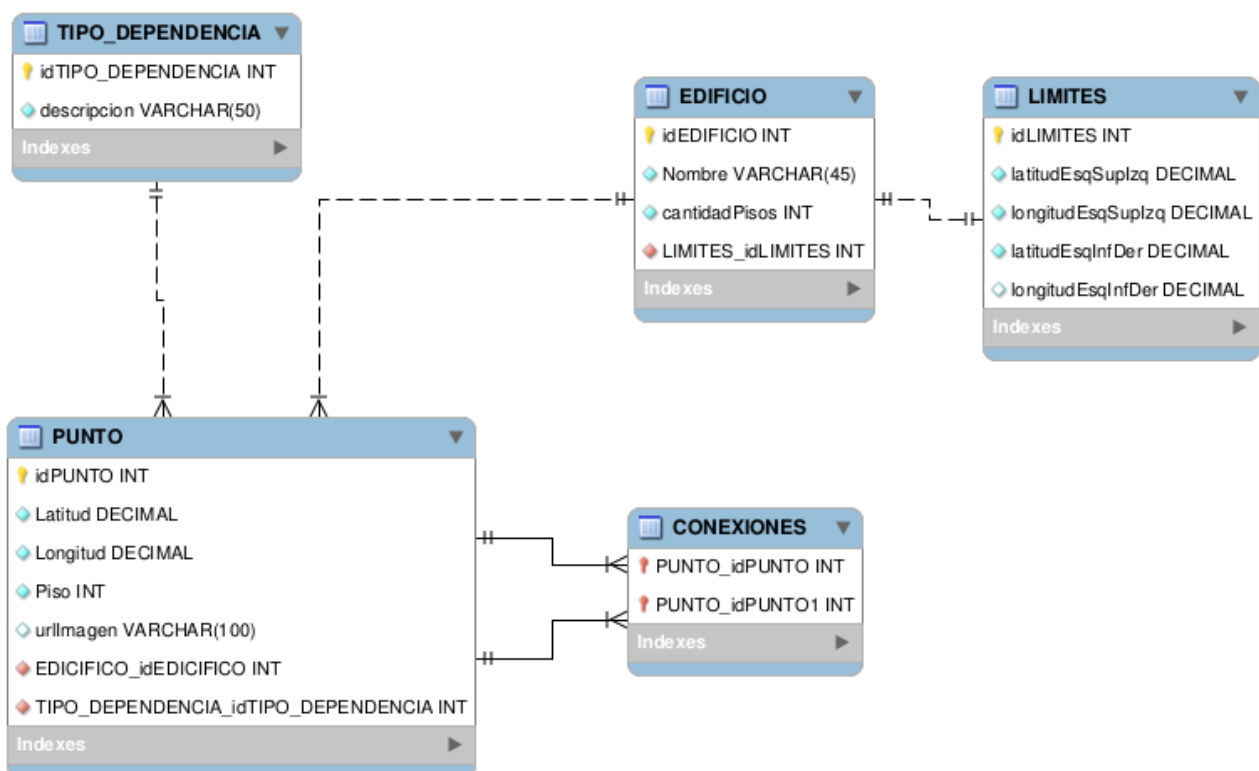 TIPO_DEPENDENCIA
idTIPO_DEPENDENCIA INT
descripcion VARCHAR(50)
Indexes
EDIFICIO
idEDIFICIO INT
Nombre VARCHAR(45)
cantidadPisos INT
LIMITES_idLIMITES INT
Indexes
LIMITES
idLIMITES INT
latitudEsqSupIzq DECIMAL
longitudEsqSupIzq DECIMAL
latitudEsqInfDer DECIMAL
longitudEsqInfDer DECIMAL
Indexes
PUNTO
idPUNTO INT
Latitud DECIMAL
Longitud DECIMAL
Piso INT
urlImagen VARCHAR(100)
EDICIFICO_idEDICIFICO INT
TIPO_DEPENDENCIA_idTIPO_DEPENDENCIA INT
Indexes
CONEXIONES
PUNTO_idPUNTO INT
PUNTO_idPUNTO1 INT
Indexes